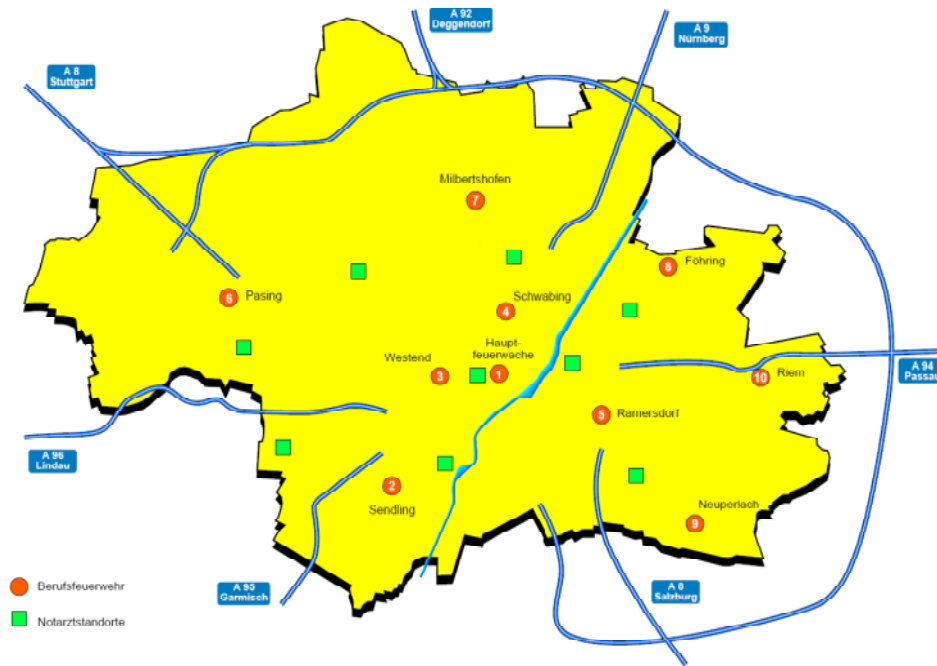 A 92
Deggendorf
A 9
Nürnberg
A 8
Stuttgart
Milbertshofen
7
8
Föhring
6
Pasing
Schwabing
4
Haupt-
feuerwache
Westend
3
1
10
Riem
A 94
Passau
5
Ramersdorf
A 96
Lindau
2
Sendling
Neuperlach
9
A 95
Garmisch
A 8
Salzburg
Berufsfeuerwehr
Notarztstandorte